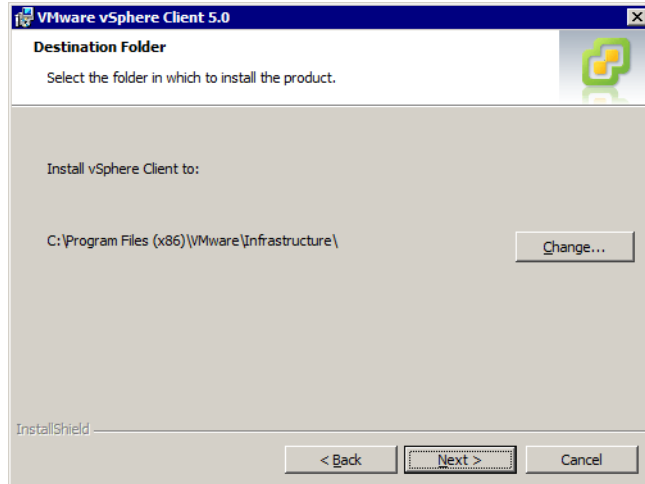 VMware vSphere Client 5.0
Destination Folder
Select the folder in which to install the product.
Install vSphere Client to:
C:\Program Files (x86)\VMware\Infrastructure\
Change...
InstallShield
< Back
Next >
Cancel